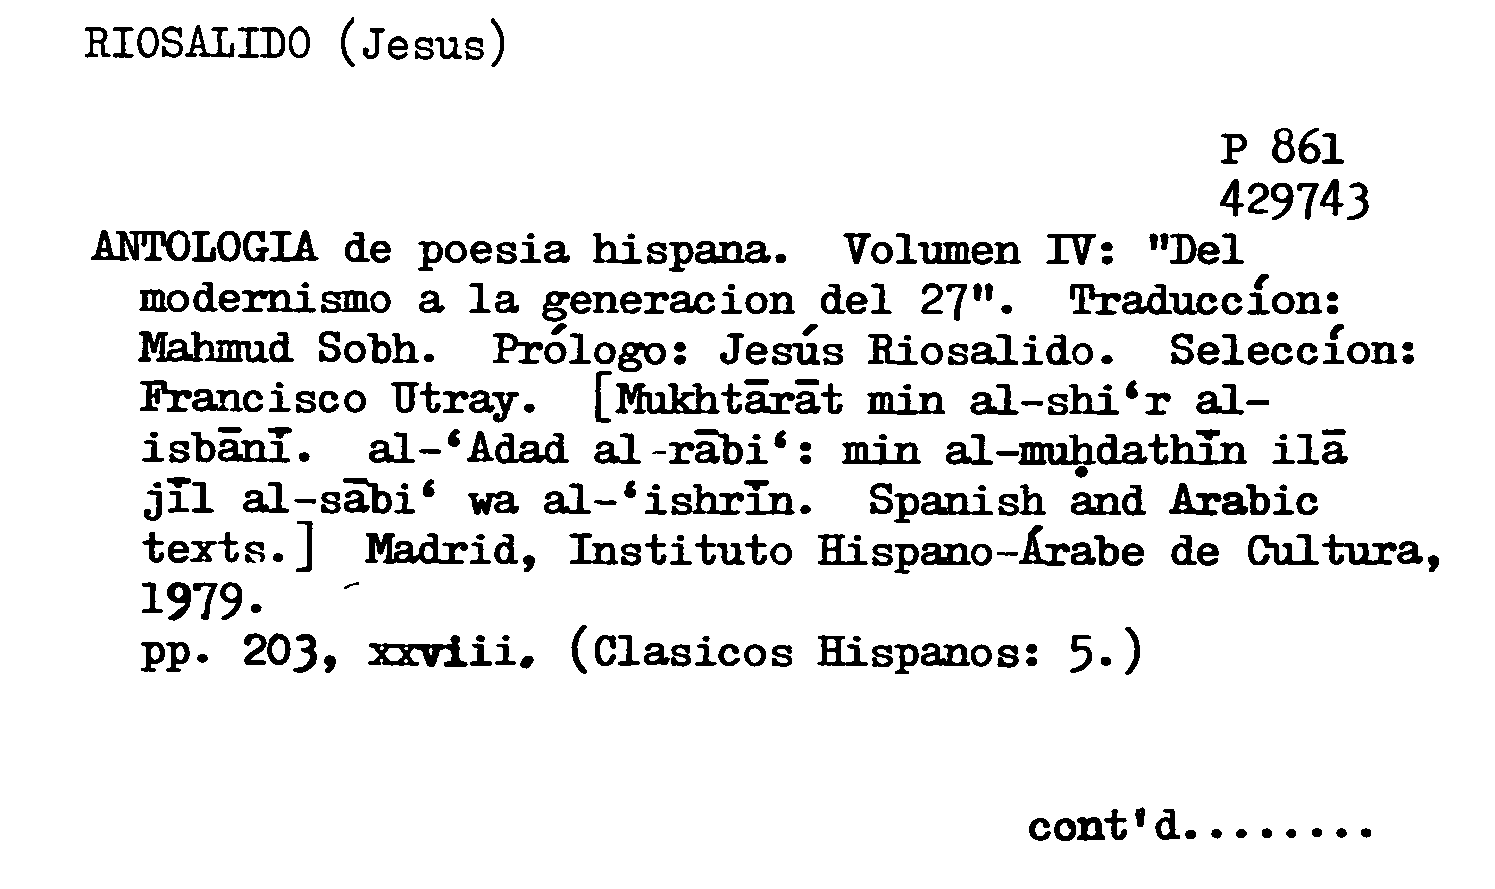 RIOSALIDO (Jesus)
P 861
429743
ANTOLOGIA de poesia hispana. Volumen IV: "Del
modernismo a la generacion del 27". Traduccíon:
Mahmud Sobh. Prólogo: Jesús Riosalido. Seleccíon:
Francisco Utray. [Mukhtārāt min al-shi‘r al-
isbānī. al-‘Adad al-rābi‘: min al-muḥdathīn ilā
jīl al-sābi‘ wa al-‘ishrīn. Spanish and Arabic
texts.] Madrid, Instituto Hispano-Árabe de Cultura,
1979.
pp. 203, xxviii. (Clasicos Hispanos: 5.)
cont'd........